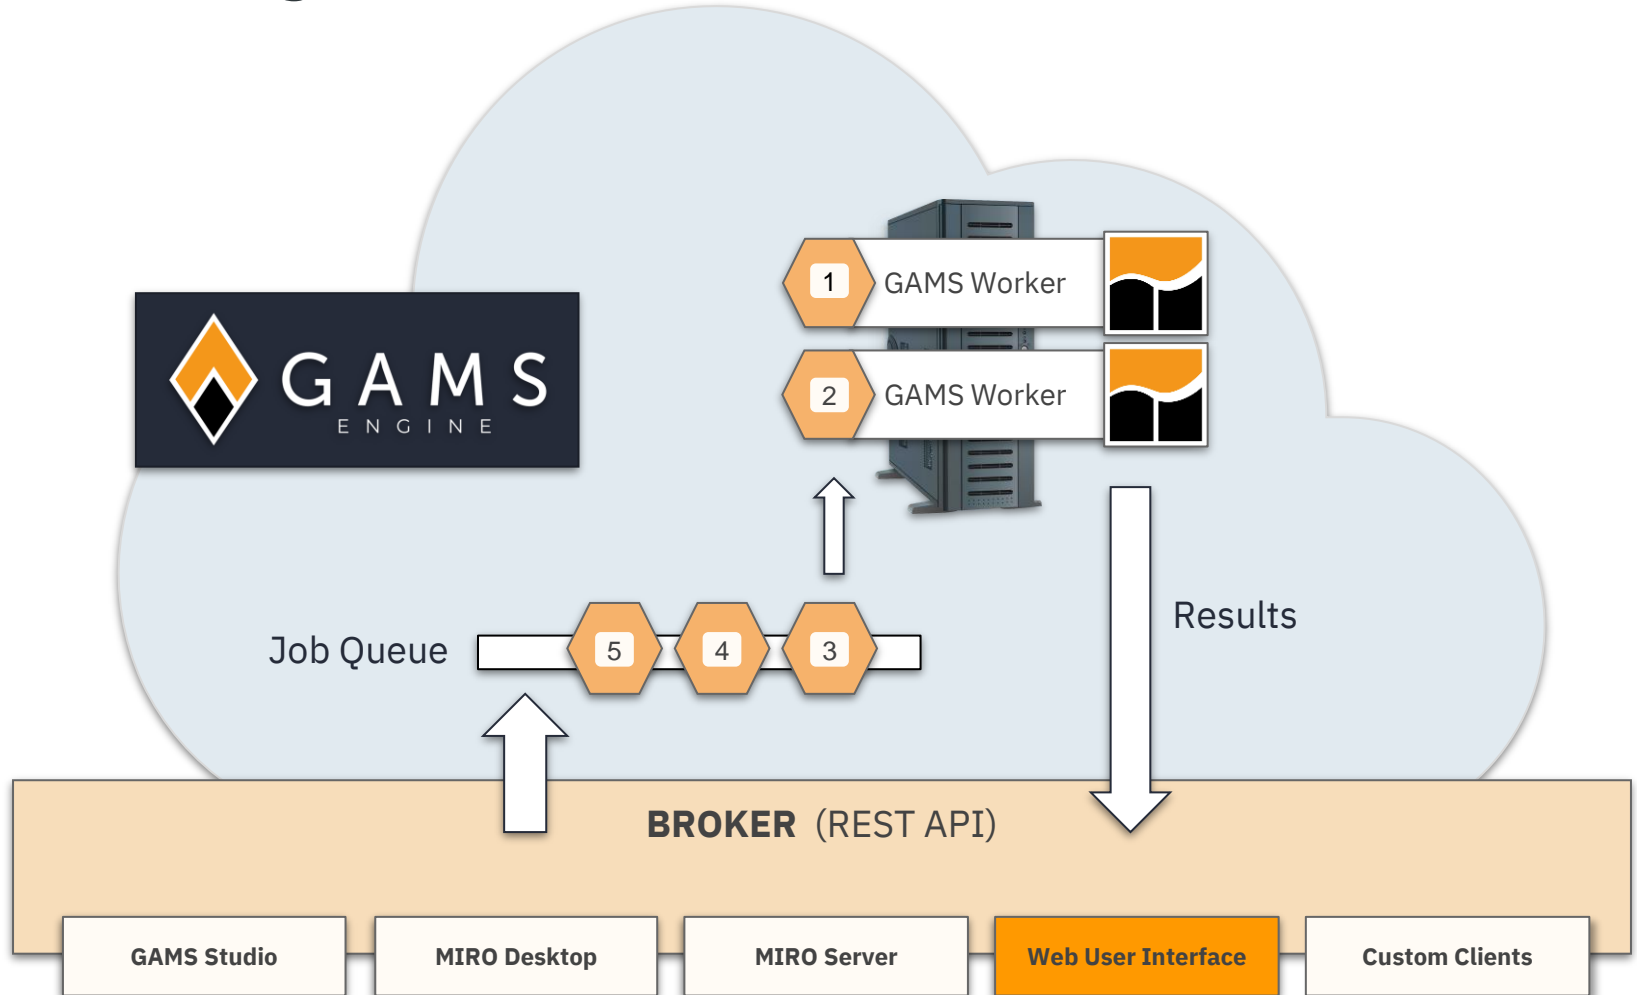 1
GAMS Worker
GAMS
ENGINE
2
GAMS Worker
Job Queue
5
4
3
Results
BROKER (REST API)
GAMS Studio
MIRO Desktop
MIRO Server
Web User Interface
Custom Clients